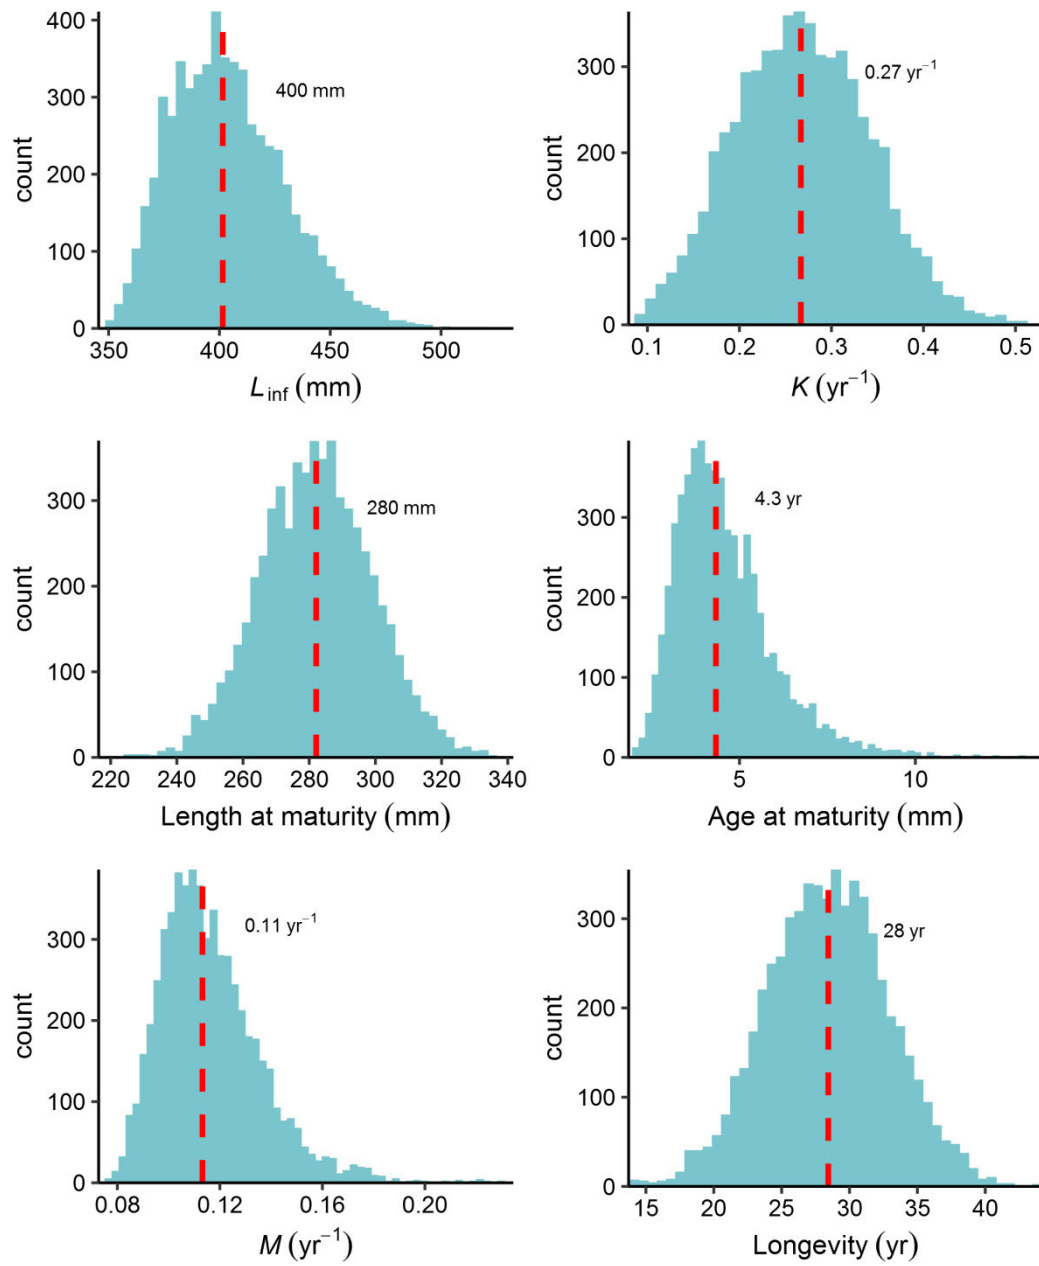 400
300
200
100
0
count
400 mm
350
400
450
500
L_inf (mm)
300
200
100
0
count
0.27 yr⁻¹
0.1
0.2
0.3
0.4
0.5
K (yr⁻¹)
300
200
100
0
count
280 mm
220
240
260
280
300
320
340
Length at maturity (mm)
300
200
100
0
count
4.3 yr
5
10
Age at maturity (mm)
300
200
100
0
count
0.11 yr⁻¹
0.08
0.12
0.16
0.20
M (yr⁻¹)
300
200
100
0
count
28 yr
15
20
25
30
35
40
Longevity (yr)